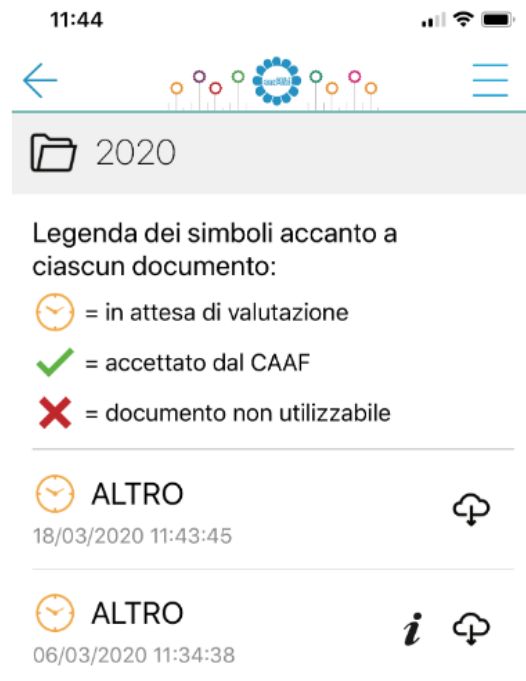 11:44
2020
Legenda dei simboli accanto a
ciascun documento:
= in attesa di valutazione
= accettato dal CAAF
= documento non utilizzabile
ALTRO
18/03/2020 11:43:45
ALTRO
i
06/03/2020 11:34:38